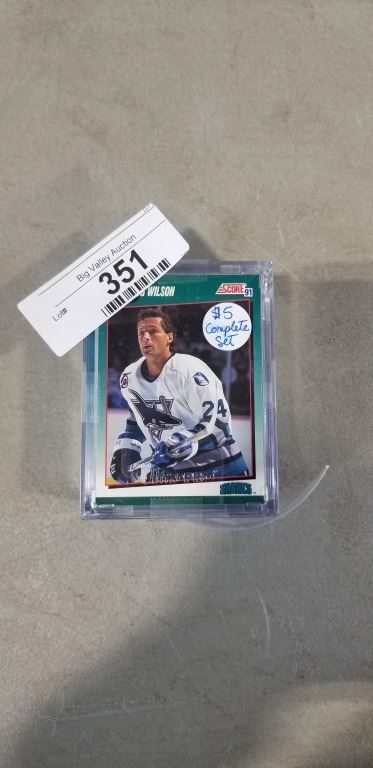 Big Valley Auction
Lot#
351
WILSON
SCORE 91
$5
Complete
Set
24
SHARKS